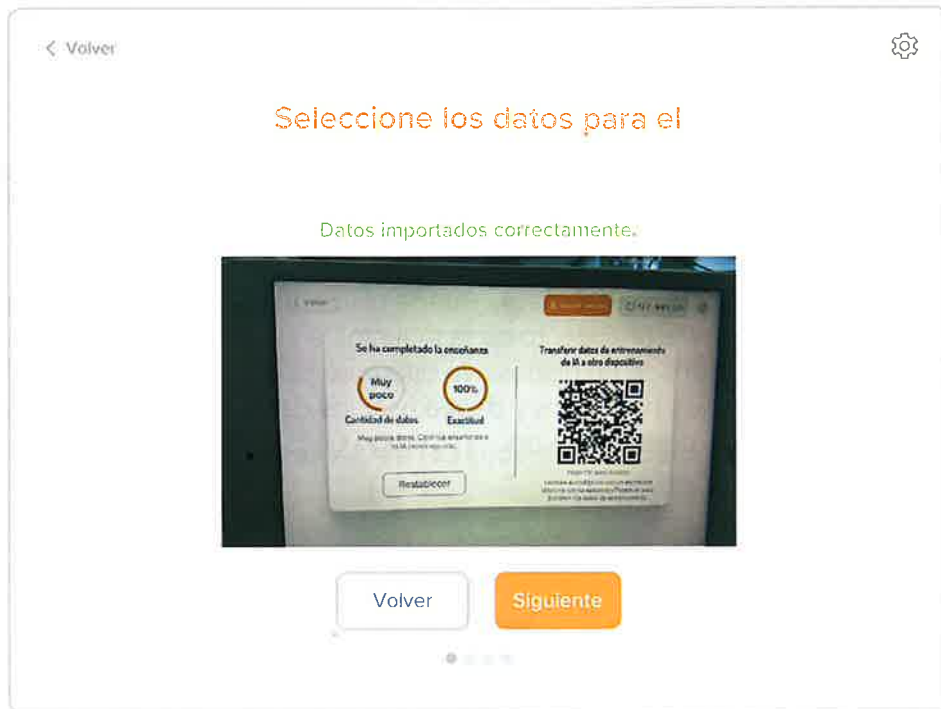 Volver
Seleccione los datos para el
Datos importados correctamente.
Volver
Se ha completado la enseñanza
Muy
poco
100%
Cantidad de datos
Exactitud
Restablecer
Transferir datos de entrenamiento
de IA a otro dispositivo
Volver
Siguiente